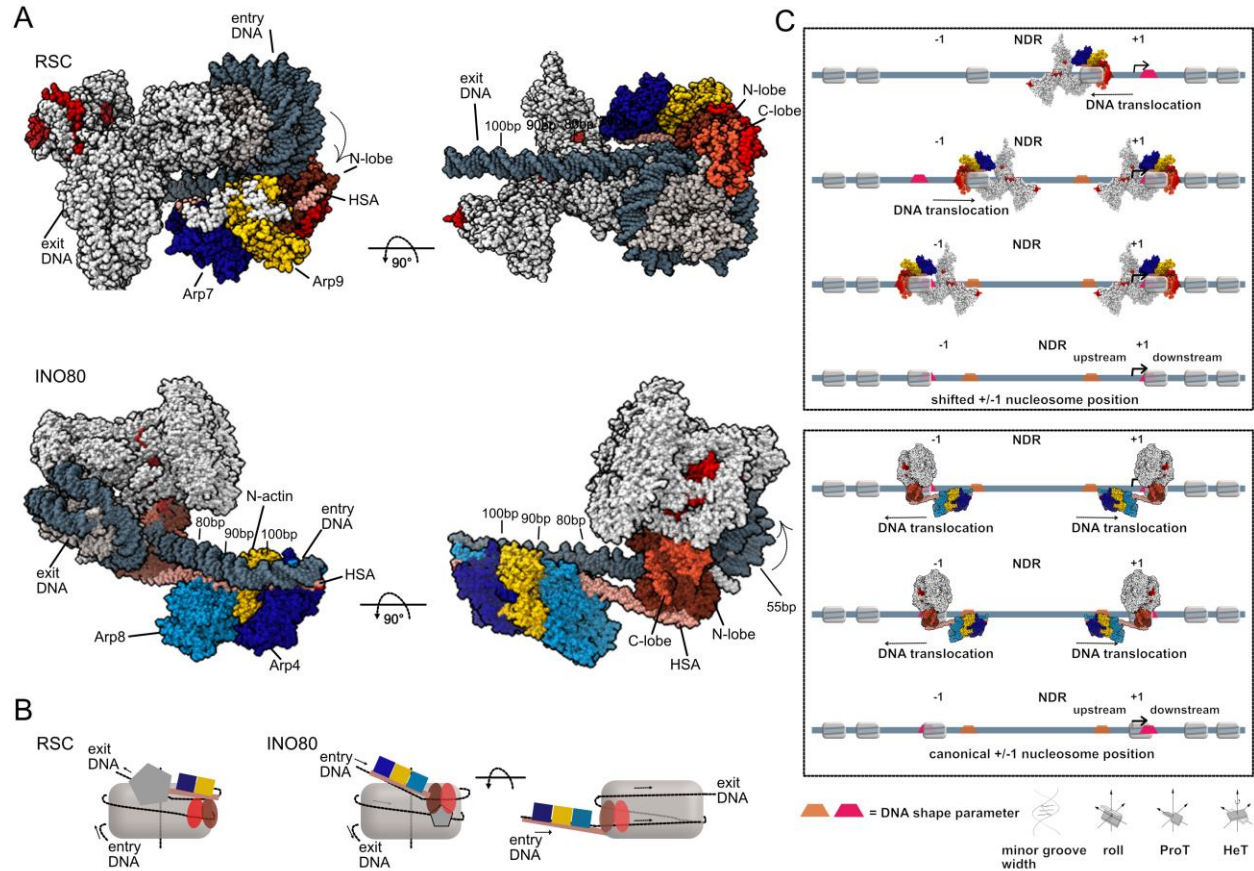 A
RSC
entry
DNA
N-lobe
HSA
exit
DNA
Arp7
Arp9
90°
exit
DNA
100bp
90bp
80bp
N-lobe
C-lobe
INO80
N-actin
80bp
90bp
100bp
entry
DNA
exit
DNA
HSA
Arp8
Arp4
90°
100bp
90bp
80bp
55bp
C-lobe
N-lobe
HSA
B
RSC
exit
DNA
entry
DNA
INO80
entry
DNA
exit
DNA
exit
DNA
entry
DNA
C
-1 NDR +1
DNA translocation
-1 NDR +1
DNA translocation
-1 NDR +1
-1 NDR +1
upstream downstream
shifted +/-1 nucleosome position
-1 NDR +1
DNA translocation DNA translocation
-1 NDR +1
DNA translocation DNA translocation
-1 NDR +1
upstream downstream
canonical +/-1 nucleosome position
= DNA shape parameter
minor groove
width
roll
ProT
HeT